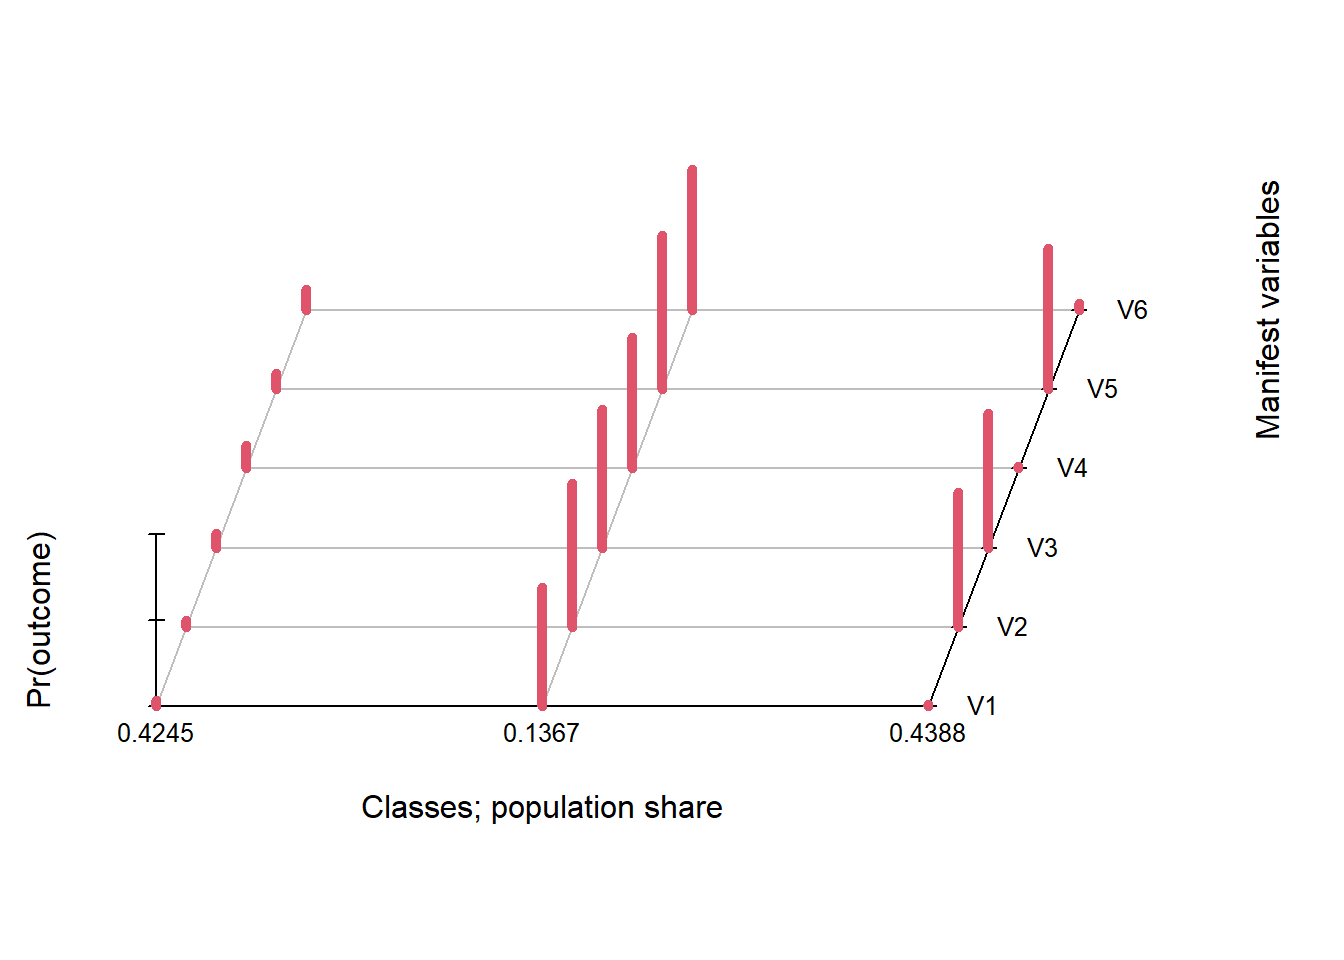 Manifest variables
V6
V5
V4
V3
V2
V1
Pr(outcome)
0.4245
0.1367
0.4388
Classes; population share